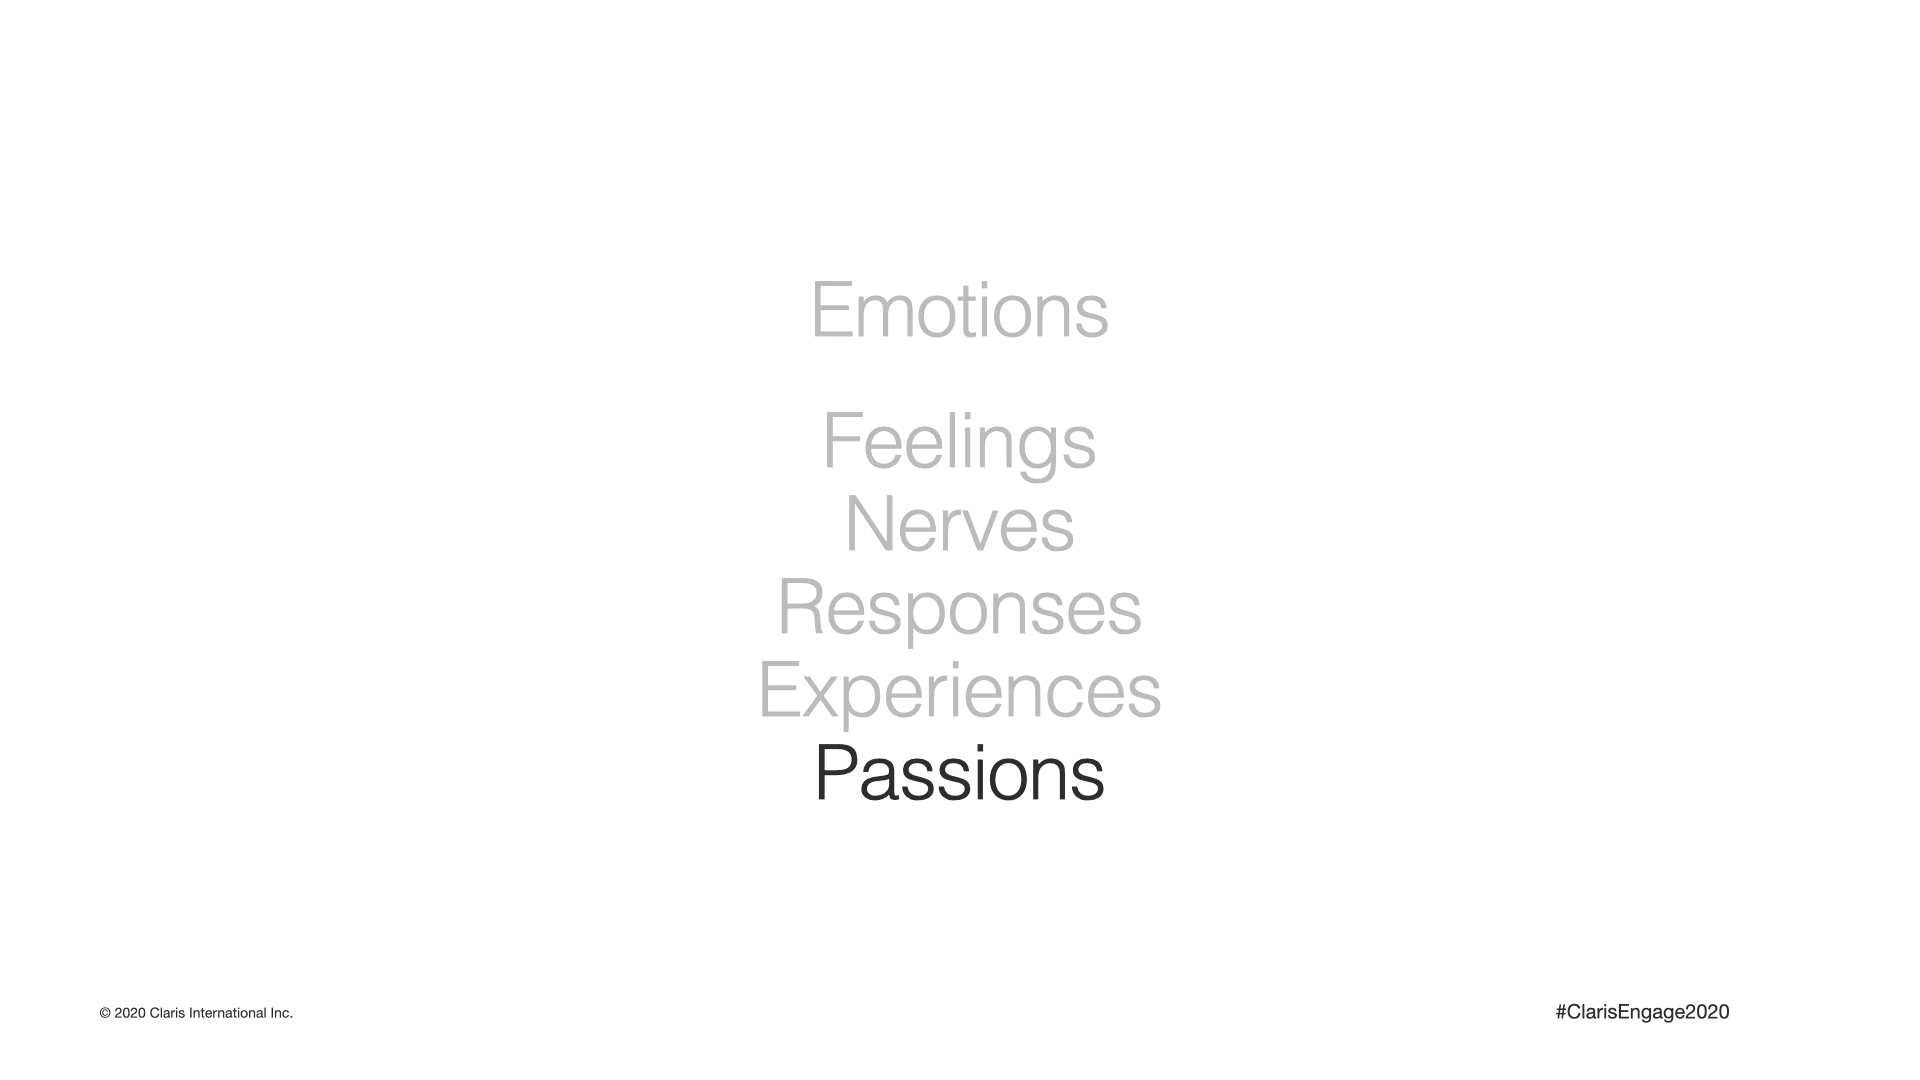 Emotions
Feelings
Nerves
Responses
Experiences
Passions
© 2020 Claris International Inc.
#ClarisEngage2020